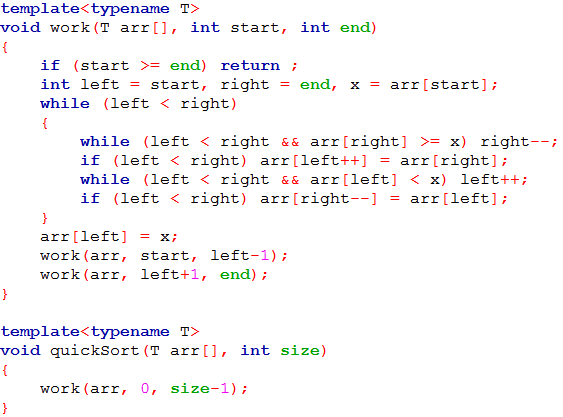 template<typename T>
void work(T arr[], int start, int end)
{
    if (start >= end) return ;
    int left = start, right = end, x = arr[start];
    while (left < right)
    {
        while (left < right && arr[right] >= x) right--;
        if (left < right) arr[left++] = arr[right];
        while (left < right && arr[left] < x) left++;
        if (left < right) arr[right--] = arr[left];
    }
    arr[left] = x;
    work(arr, start, left-1);
    work(arr, left+1, end);
}

template<typename T>
void quickSort(T arr[], int size)
{
    work(arr, 0, size-1);
}